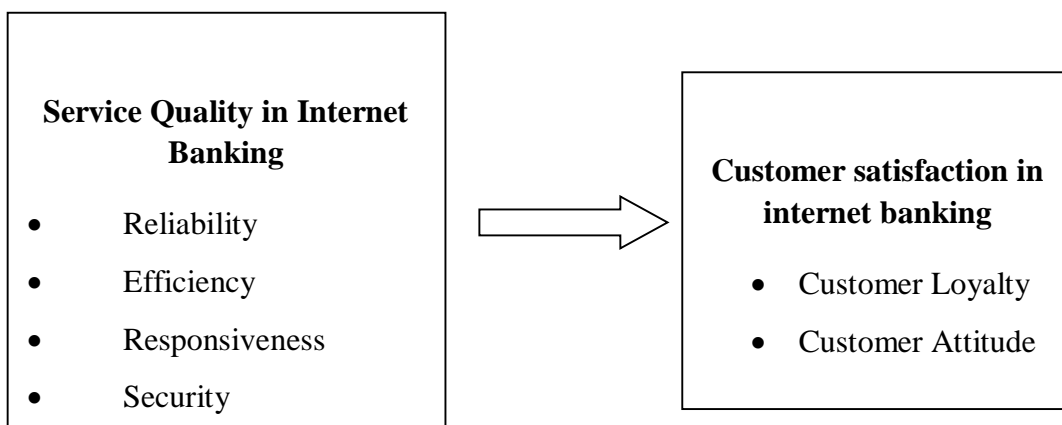 Service Quality in Internet
Banking
• Reliability
• Efficiency
• Responsiveness
• Security
Customer satisfaction in
internet banking
• Customer Loyalty
• Customer Attitude